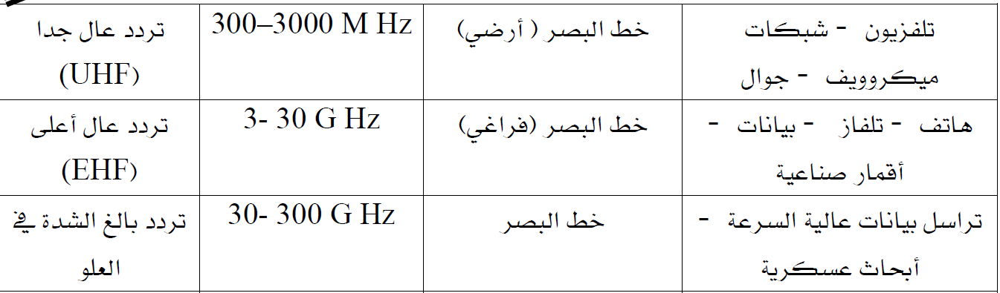 تردد عال جدا
(UHF)
300–3000 M Hz
خط البصر ( أرضي)
تلفزيون - شبكات
ميكروويف - جوال
تردد عال أعلى
(EHF)
3- 30 G Hz
خط البصر (فراغي)
هاتف - تلفاز - بيانات -
أقمار صناعية
تردد بالغ الشدة في
العلو
30- 300 G Hz
خط البصر
تراسل بيانات عالية السرعة -
أبحاث عسكرية